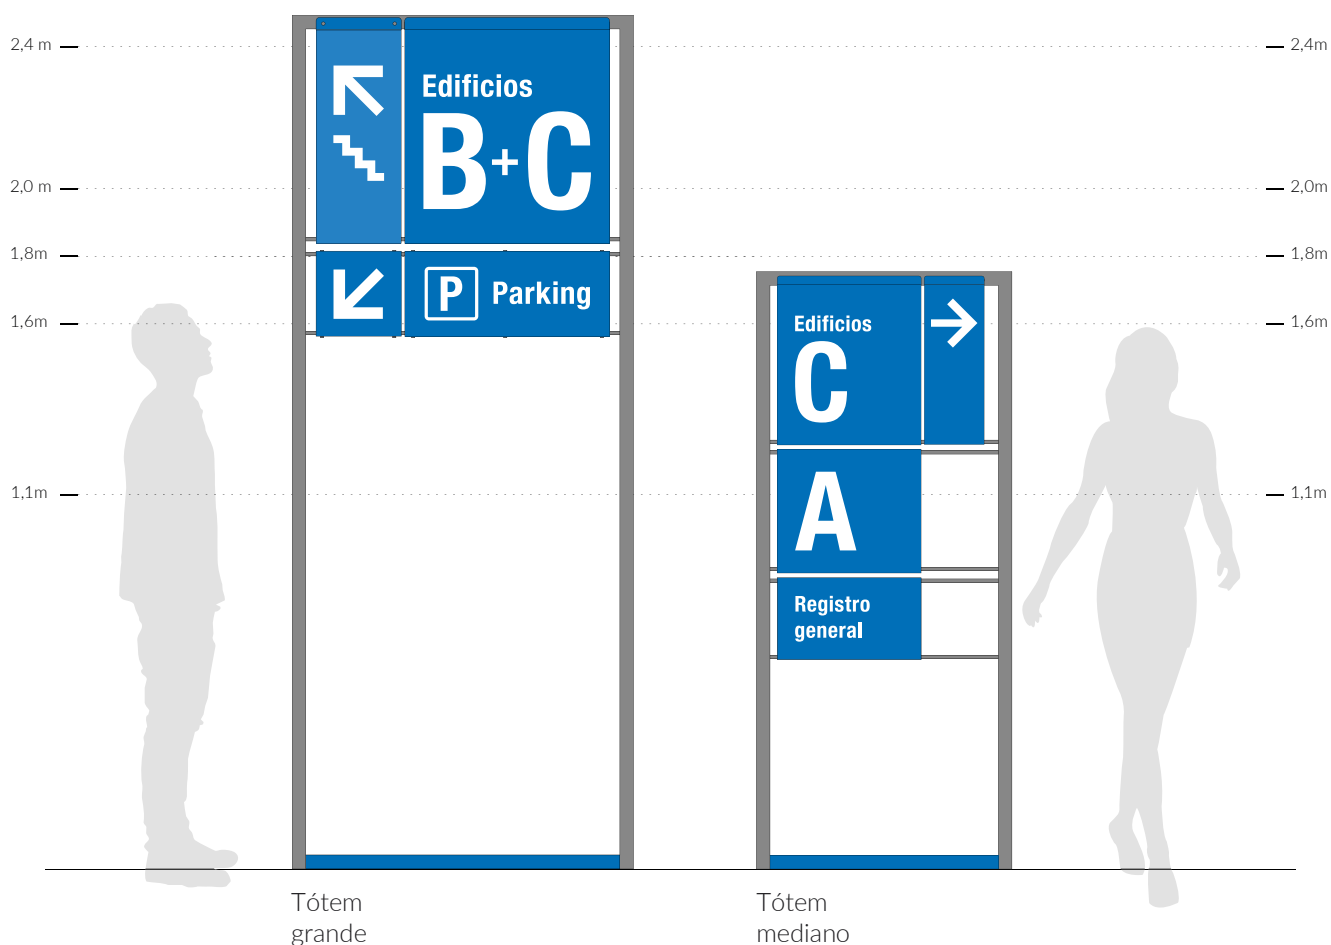 2,4 m
2,0 m
1,8m
1,6m
1,1m
Edificios
B+C
P Parking
Edificios
C
A
Registro
general
2,4m
2,0m
1,8m
1,6m
1,1m
Tótem
grande
Tótem
mediano